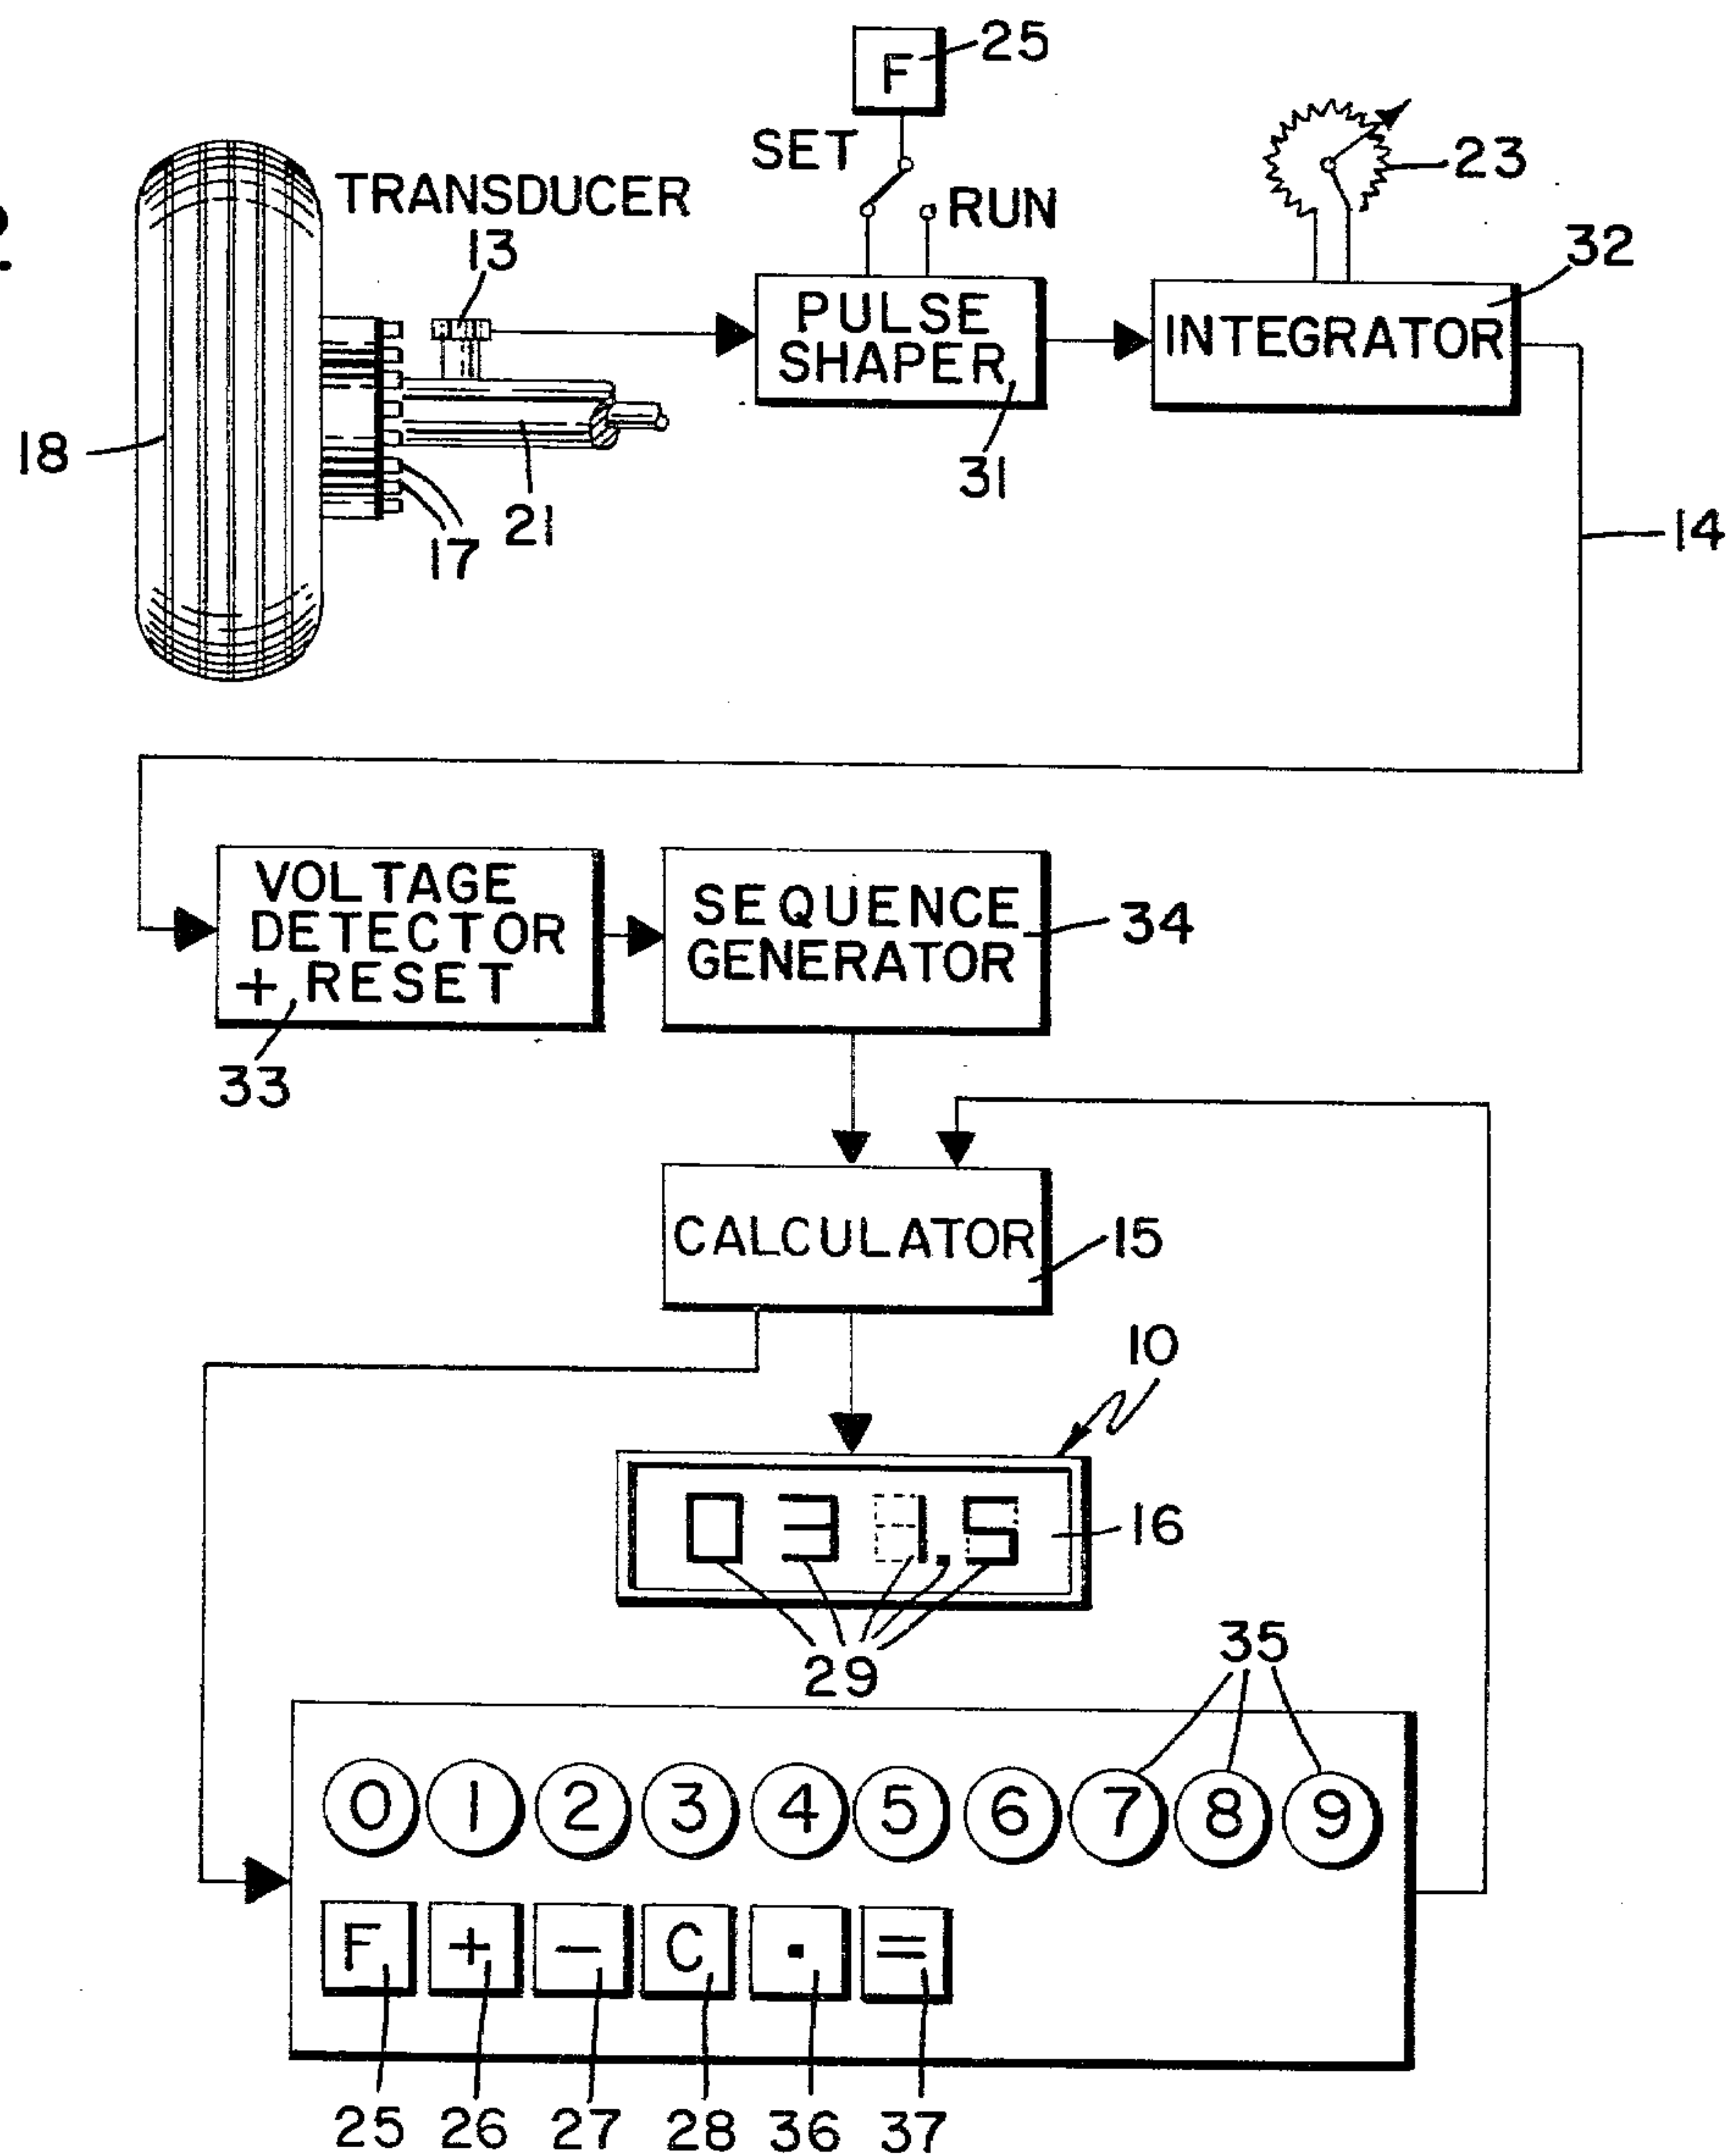 25
F
SET
RUN
23
TRANSDUCER
13
32
PULSE
SHAPER
INTEGRATOR
18
31
21
17
14
VOLTAGE
DETECTOR
+ RESET
SEQUENCE
GENERATOR
34
33
CALCULATOR
15
10
031.5
16
29
35
0 1 2 3 4 5 6 7 8 9
F + - C . =
25 26 27 28 36 37